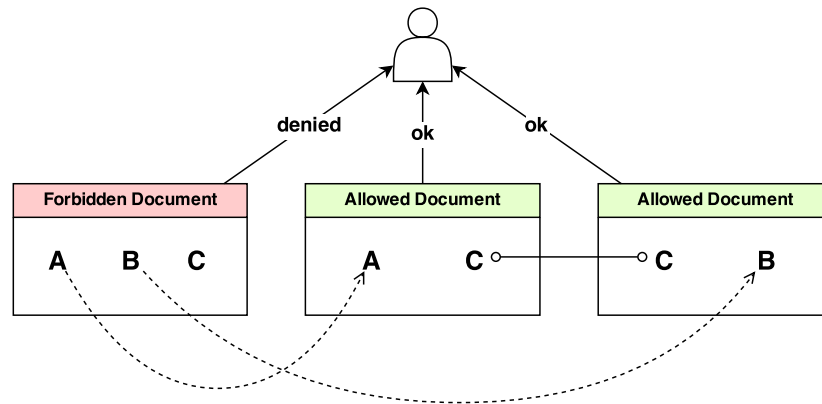 denied
ok
ok
Forbidden Document
Allowed Document
Allowed Document
A B C
A C
C B